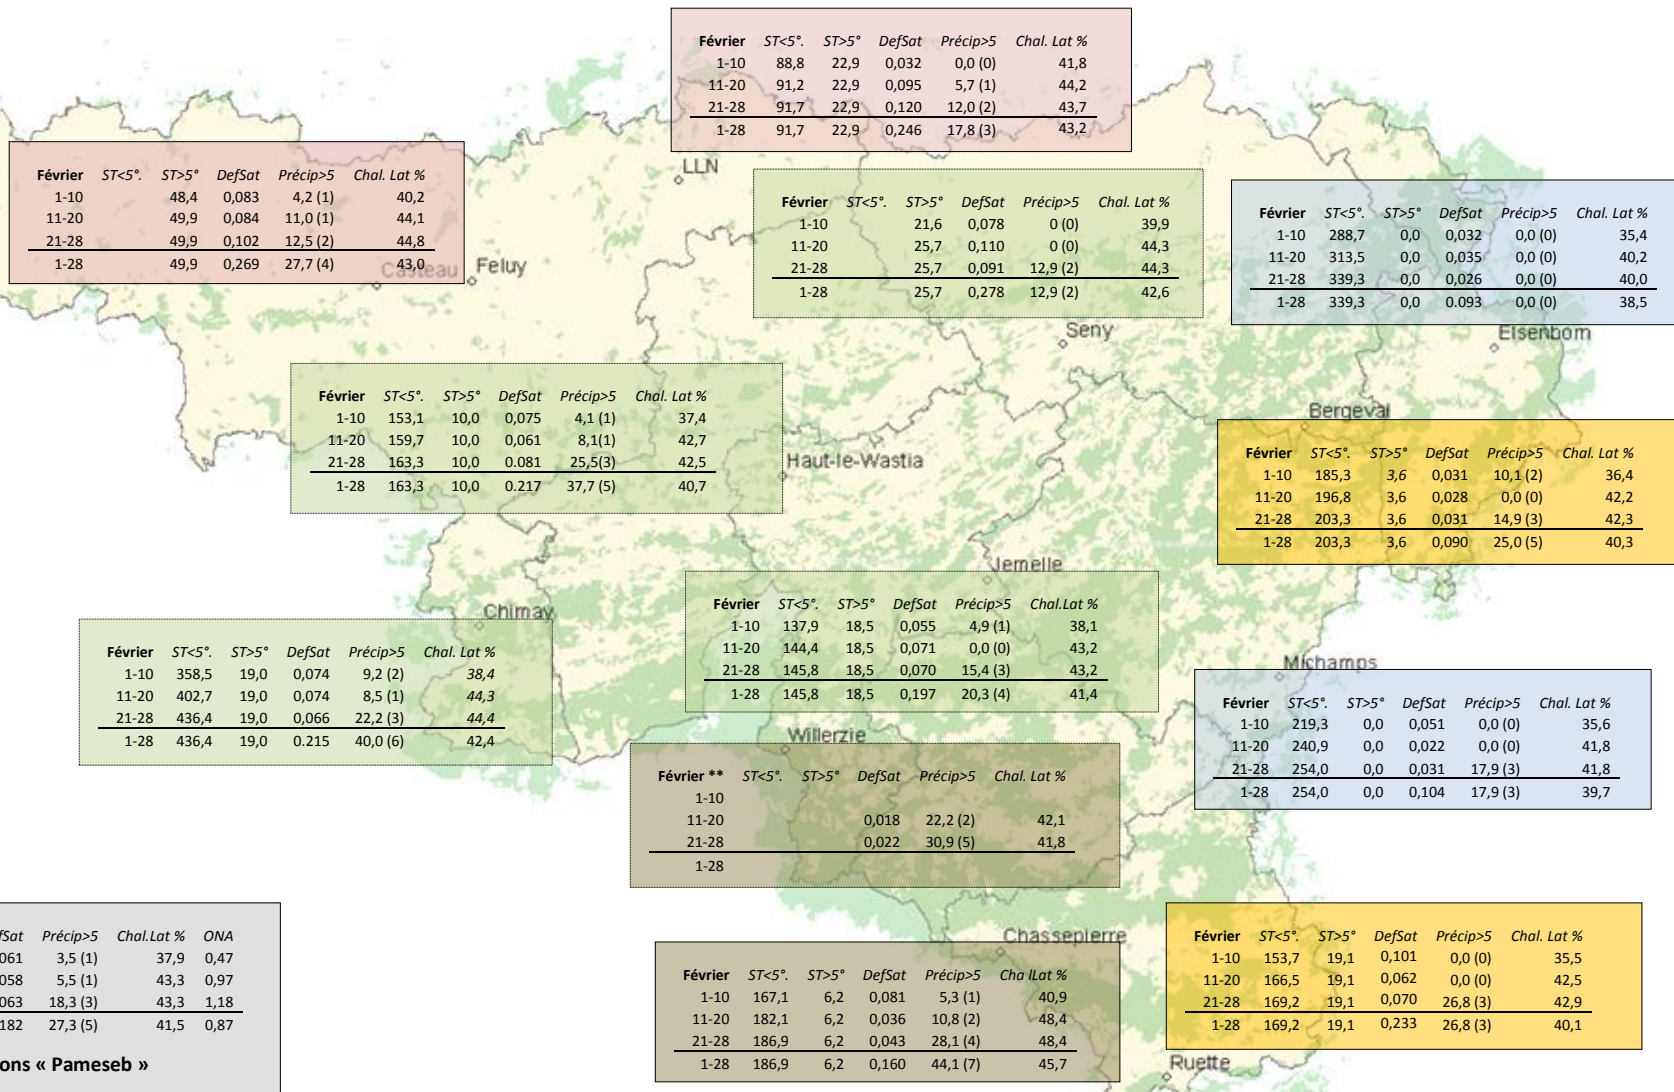 Février ST<5°. ST>5° DefSat Précip>5 Chal. Lat %
1-10 88,8 22,9 0,032 0,0 (0) 41,8
11-20 91,2 22,9 0,095 5,7 (1) 44,2
21-28 91,7 22,9 0,120 12,0 (2) 43,7
1-28 91,7 22,9 0,246 17,8 (3) 43,2
LLN
Février ST<5°. ST>5° DefSat Précip>5 Chal. Lat %
1-10 48,4 0,083 4,2 (1) 40,2
11-20 49,9 0,084 11,0 (1) 44,1
21-28 49,9 0,102 12,5 (2) 44,8
1-28 49,9 0,269 27,7 (4) 43,0
Casteau Feluy
Février ST<5°. ST>5° DefSat Précip>5 Chal. Lat %
1-10 21,6 0,078 0 (0) 39,9
11-20 25,7 0,110 0 (0) 44,3
21-28 25,7 0,091 12,9 (2) 44,3
1-28 25,7 0,278 12,9 (2) 42,6
Seny
Février ST<5°. ST>5° DefSat Précip>5 Chal. Lat %
1-10 288,7 0,0 0,032 0,0 (0) 35,4
11-20 313,5 0,0 0,035 0,0 (0) 40,2
21-28 339,3 0,0 0,026 0,0 (0) 40,0
1-28 339,3 0,0 0.093 0,0 (0) 38,5
Elsenborn
Février ST<5°. ST>5° DefSat Précip>5 Chal. Lat %
1-10 153,1 10,0 0,075 4,1 (1) 37,4
11-20 159,7 10,0 0,061 8,1(1) 42,7
21-28 163,3 10,0 0.081 25,5(3) 42,5
1-28 163,3 10,0 0.217 37,7 (5) 40,7
Haut-le-Wastia
Bergeval
Février ST<5°. ST>5° DefSat Précip>5 Chal. Lat %
1-10 185,3 3,6 0,031 10,1 (2) 36,4
11-20 196,8 3,6 0,028 0,0 (0) 42,2
21-28 203,3 3,6 0,031 14,9 (3) 42,3
1-28 203,3 3,6 0,090 25,0 (5) 40,3
Jemelle
Février ST<5°. ST>5° DefSat Précip>5 Chal.Lat %
1-10 137,9 18,5 0,055 4,9 (1) 38,1
11-20 144,4 18,5 0,071 0,0 (0) 43,2
21-28 145,8 18,5 0,070 15,4 (3) 43,2
1-28 145,8 18,5 0,197 20,3 (4) 41,4
Chimay
Février ST<5°. ST>5° DefSat Précip>5 Chal. Lat %
1-10 358,5 19,0 0,074 9,2 (2) 38,4
11-20 402,7 19,0 0,074 8,5 (1) 44,3
21-28 436,4 19,0 0,066 22,2 (3) 44,4
1-28 436,4 19,0 0.215 40,0 (6) 42,4
Michamps
Février ST<5°. ST>5° DefSat Précip>5 Chal. Lat %
1-10 219,3 0,0 0,051 0,0 (0) 35,6
11-20 240,9 0,0 0,022 0,0 (0) 41,8
21-28 254,0 0,0 0,031 17,9 (3) 41,8
1-28 254,0 0,0 0,104 17,9 (3) 39,7
Willerzie
Février ** ST<5°. ST>5° DefSat Précip>5 Chal. Lat %
1-10
11-20 0,018 22,2 (2) 42,1
21-28 0,022 30,9 (5) 41,8
1-28
fSat Précip>5 Chal.Lat % ONA
061 3,5 (1) 37,9 0,47
058 5,5 (1) 43,3 0,97
063 18,3 (3) 43,3 1,18
182 27,3 (5) 41,5 0,87
ons « Pameseb »
Chassepierre
Février ST<5°. ST>5° DefSat Précip>5 Cha lLat %
1-10 167,1 6,2 0,081 5,3 (1) 40,9
11-20 182,1 6,2 0,036 10,8 (2) 48,4
21-28 186,9 6,2 0,043 28,1 (4) 48,4
1-28 186,9 6,2 0,160 44,1 (7) 45,7
Février ST<5°. ST>5° DefSat Précip>5 Chal. Lat %
1-10 153,7 19,1 0,101 0,0 (0) 35,5
11-20 166,5 19,1 0,062 0,0 (0) 42,5
21-28 169,2 19,1 0,070 26,8 (3) 42,9
1-28 169,2 19,1 0,233 26,8 (3) 40,1
Ruette